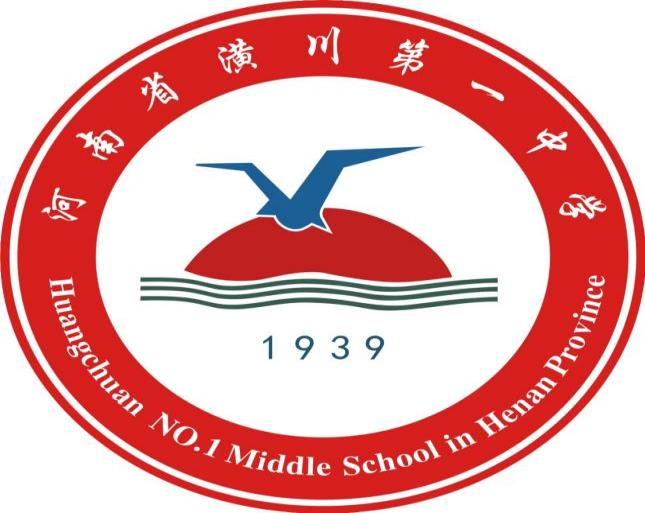 河南省潢川第一中学
1939
Huangchuan NO.1 Middle School in Henan Province